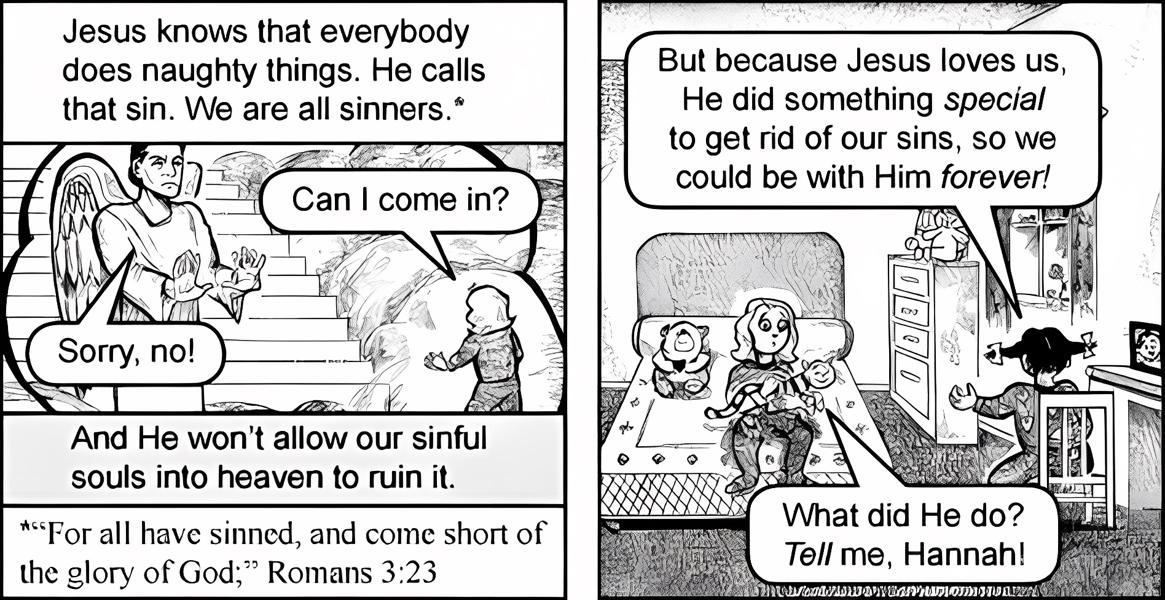 Jesus knows that everybody
does naughty things. He calls
that sin. We are all sinners.*
Can I come in?
Sorry, no!
And He won't allow our sinful
souls into heaven to ruin it.
*“For all have sinned, and come short of
the glory of God;” Romans 3:23
But because Jesus loves us,
He did something special
to get rid of our sins, so we
could be with Him forever!
What did He do?
Tell me, Hannah!